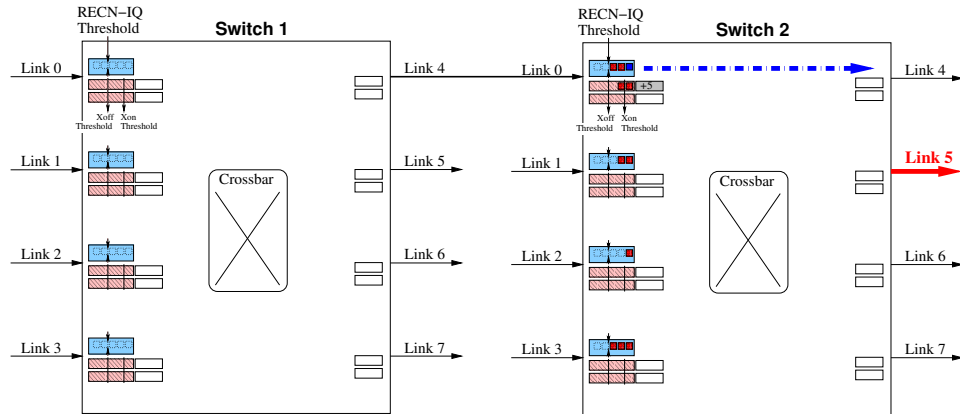 RECN-IQ
Threshold
Switch 1
Link 0
Link 4
Xoff
Threshold
Xon
Threshold
Link 1
Link 5
Crossbar
Link 2
Link 6
Link 3
Link 7
RECN-IQ
Threshold
Switch 2
Link 0
Link 4
+5
Xoff
Threshold
Xon
Threshold
Link 1
Link 5
Crossbar
Link 2
Link 6
Link 3
Link 7